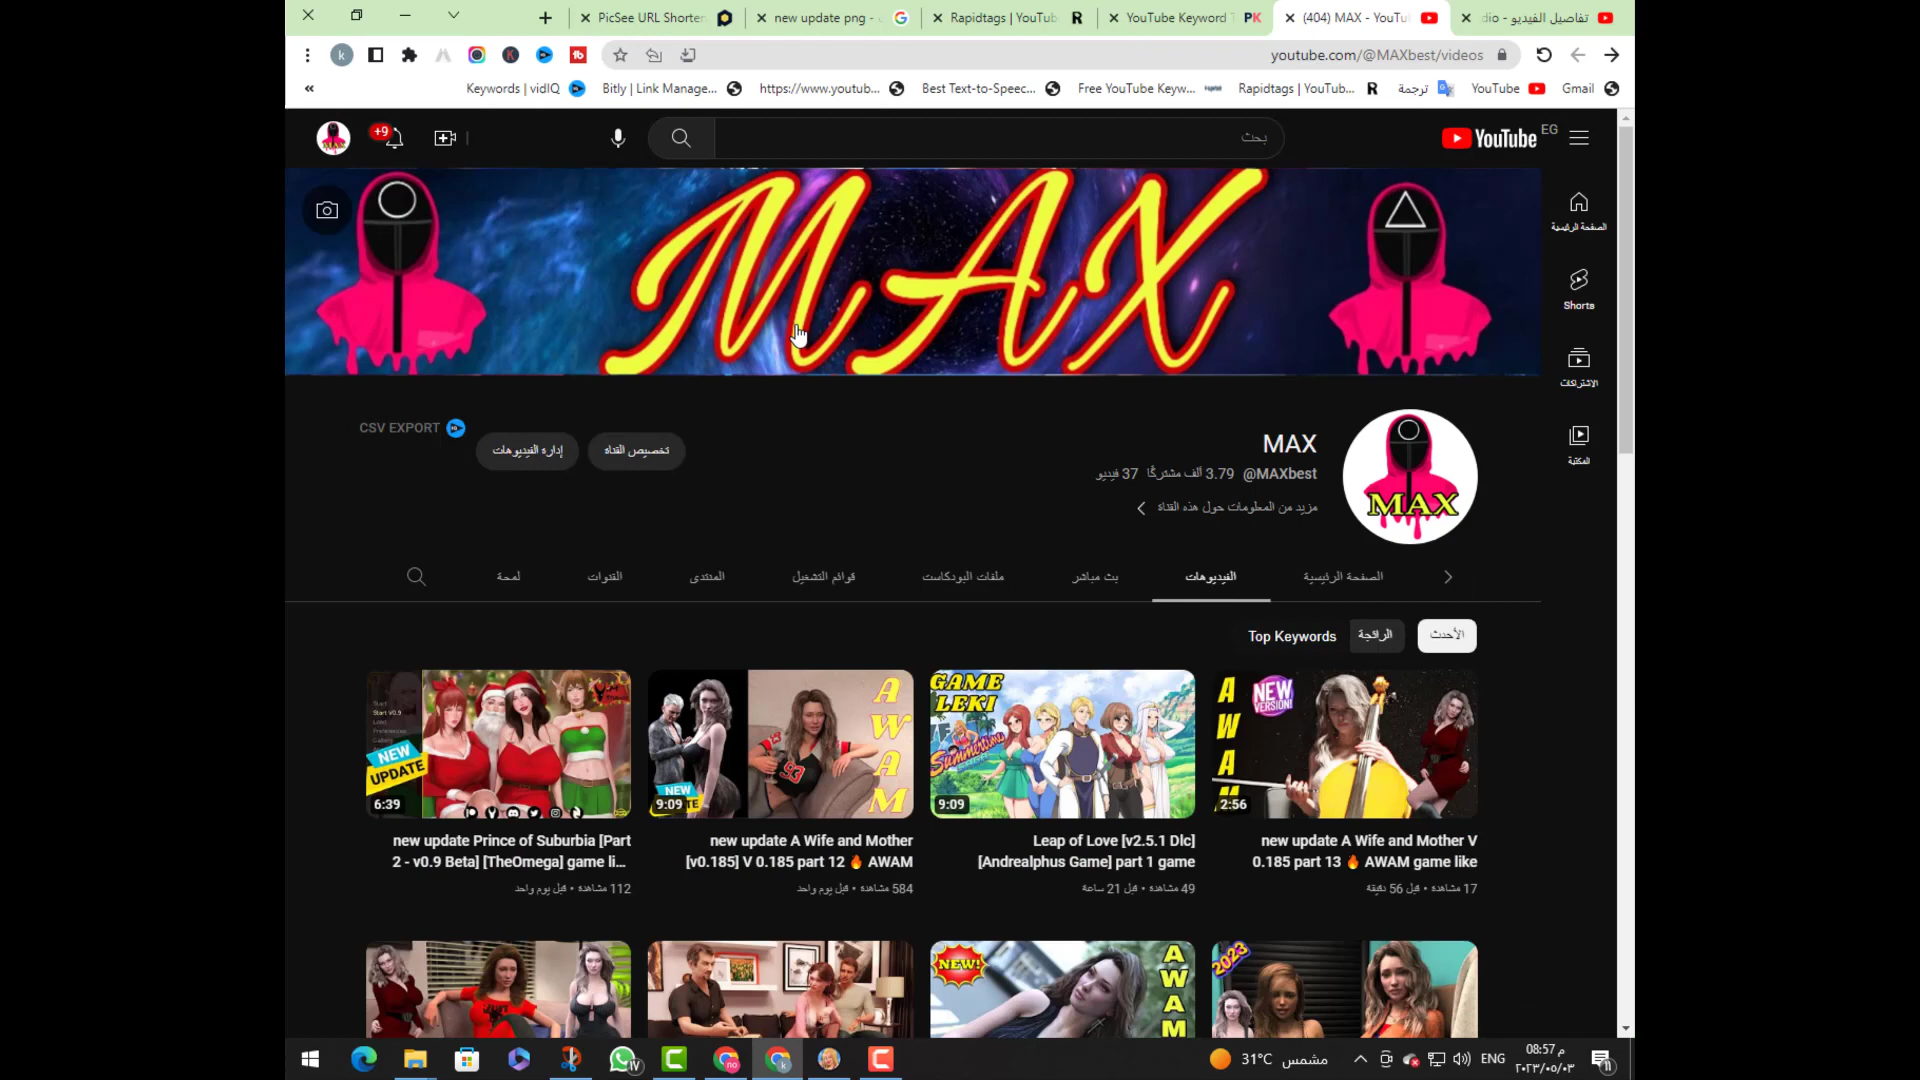 PicSee URL Shorten
new update png -
Rapidtags | YouTub
YouTube Keyword T
PK
(404) MAX - YouTu
تفاصيل الفيديو - dio
k
youtube.com/@MAXbest/videos
Keywords | vidIQ
Bitly | Link Manage...
https://www.youtub...
Best Text-to-Speec...
Free YouTube Keyw...
Rapidtags | YouTub...
ترجمة
YouTube
Gmail
+9
بحث
YouTube EG
MAX
الصفحة الرئيسية
Shorts
الاشتراكات
المكتبة
CSV EXPORT
إدارة الفيديوهات
تخصيص القناة
MAX
@MAXbest 3.79 ألف مشتركًا 37 فيديو
مزيد من المعلومات حول هذه القناة
MAX
الصفحة الرئيسية
الفيديوهات
بث مباشر
ملفات البودكاست
قوائم التشغيل
المنتدى
القنوات
لمحة
الأحدث
الرائجة
Top Keywords
NEW UPDATE
6:39
AWAM
NEW
9:09
GAME
LEKI
Summertime
9:09
AWAM
NEW VERSION!
2:56
new update Prince of Suburbia [Part
2 - v0.9 Beta] [TheOmega] game li...
112 مشاهدة • قبل يوم واحد
new update A Wife and Mother
[v0.185] V 0.185 part 12 🔥 AWAM
584 مشاهدة • قبل يوم واحد
Leap of Love [v2.5.1 Dlc]
[Andrealphus Game] part 1 game
49 مشاهدة • قبل 21 ساعة
new update A Wife and Mother V
0.185 part 13 🔥 AWAM game like
17 مشاهدة • قبل 56 دقيقة
NEW!
AWAM
2023
31°C مشمس
ENG
08:57 م
٢٠٢٣/٠٥/٠٣